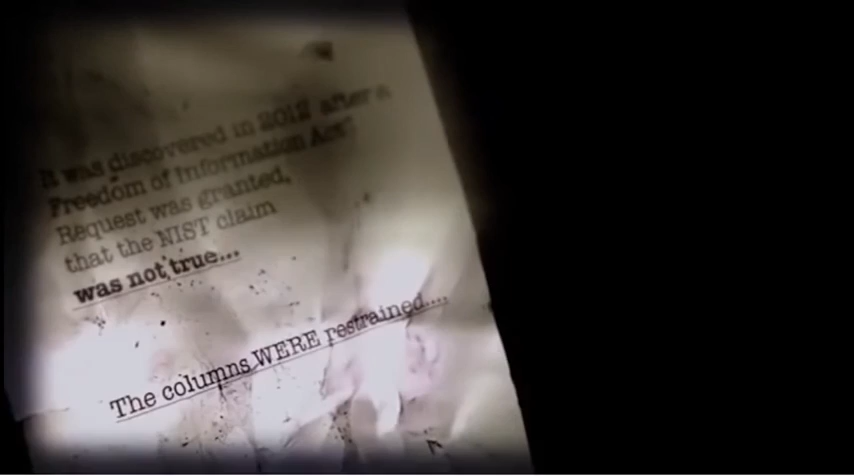 It was discovered in 2012 after a
Freedom of Information Act
Request was granted,
that the NIST claim
was not true...
The columns WERE restrained....